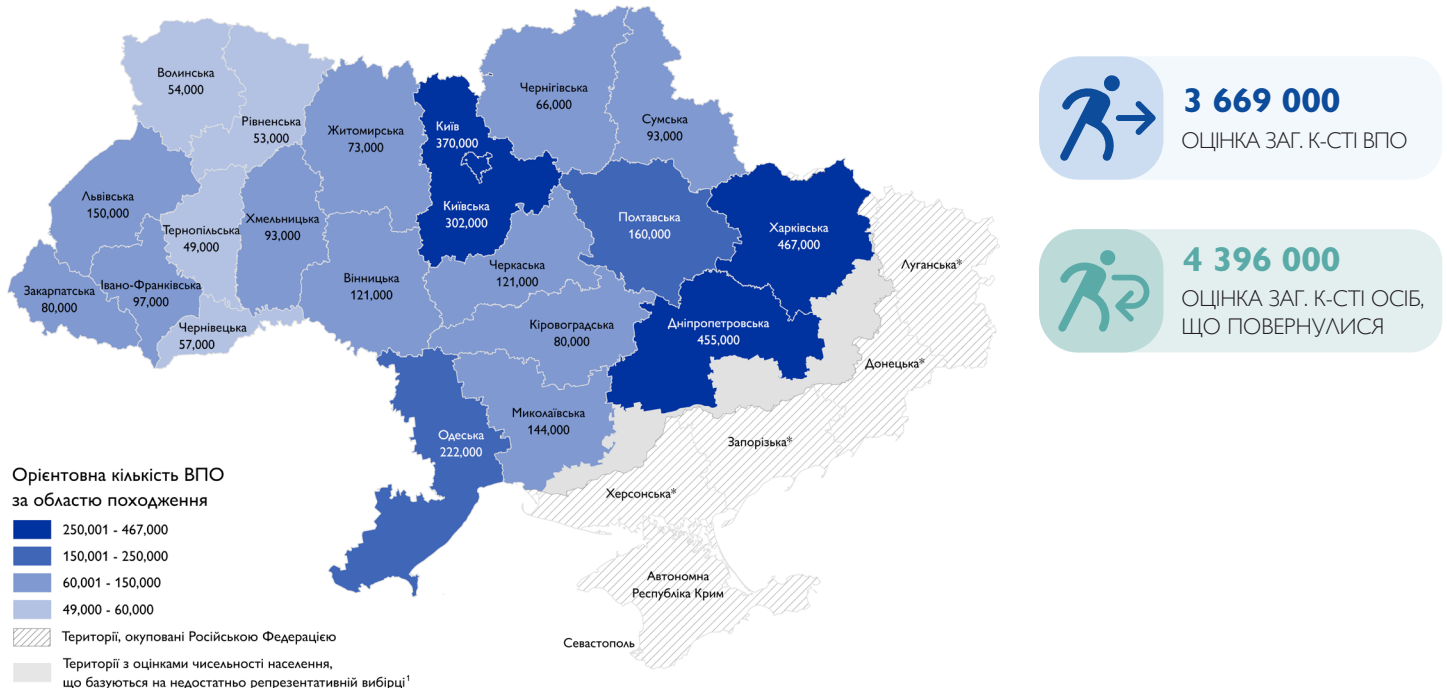 Волинська
54,000
Рівненська
53,000
Житомирська
73,000
Київ
370,000
Чернігівська
66,000
Сумська
93,000
Львівська
150,000
Тернопільська
49,000
Хмельницька
93,000
Київська
302,000
Полтавська
160,000
Харківська
467,000
Луганська*
Закарпатська
80,000
Івано-Франківська
97,000
Чернівецька
57,000
Вінницька
121,000
Черкаська
121,000
Кіровоградська
80,000
Дніпропетровська
455,000
Донецька*
Одеська
222,000
Миколаївська
144,000
Запорізька*
Херсонська*
Автономна
Республіка Крим
Севастополь
3 669 000
ОЦІНКА ЗАГ. К-СТІ ВПО
4 396 000
ОЦІНКА ЗАГ. К-СТІ ОСІБ,
ЩО ПОВЕРНУЛИСЯ
Орієнтовна кількість ВПО
за областю походження
250,001 - 467,000
150,001 - 250,000
60,001 - 150,000
49,000 - 60,000
Території, окуповані Російською Федерацією
Території з оцінками чисельності населення,
що базуються на недостатньо репрезентативній вибірці¹